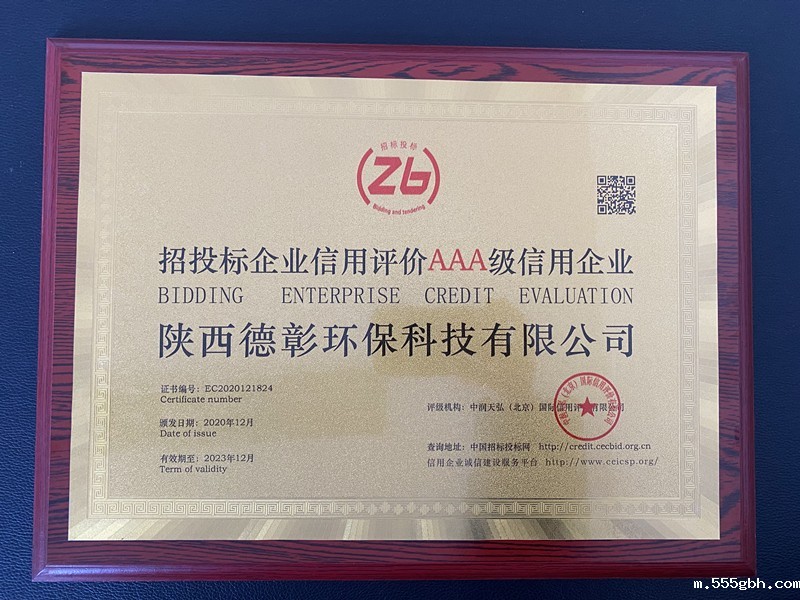 招标投标
Zb
Bidding and tendering
招投标企业信用评价AAA级信用企业
BIDDING ENTERPRISE CREDIT EVALUATION
陕西德彰环保科技有限公司
证书编号：EC2020121824
Certificate number
颁发日期：2020年12月
Date of issue
有效期至：2023年12月
Term of validity
评级机构：中润天弘（北京）国际信用评价有限公司
查询地址：中国招标投标网 http://credit.cecbid.org.cn
信用企业诚信建设服务平台 http://www.ceicsp.org/
m.555gbh.com